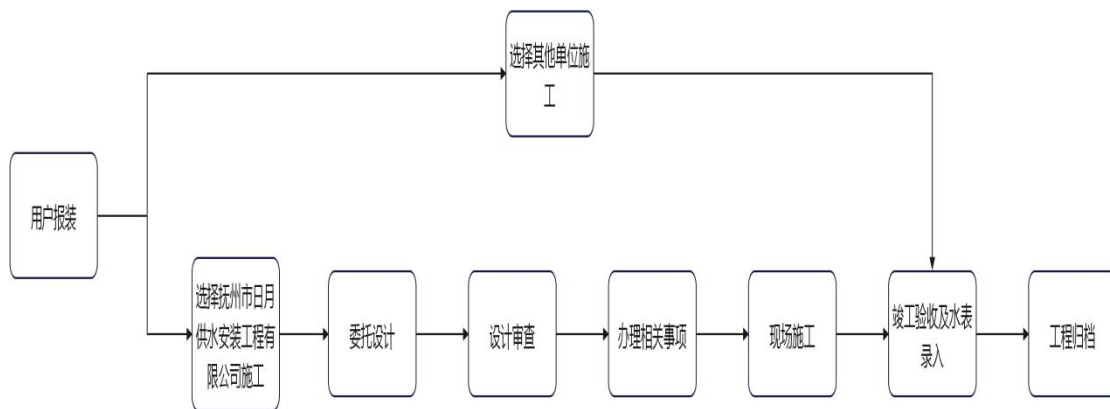 选择其他单位施
工
用户报装
选择抚州市日月
供水安装工程有
限公司施工
委托设计
设计审查
办理相关事项
现场施工
竣工验收及水表
录入
工程归档